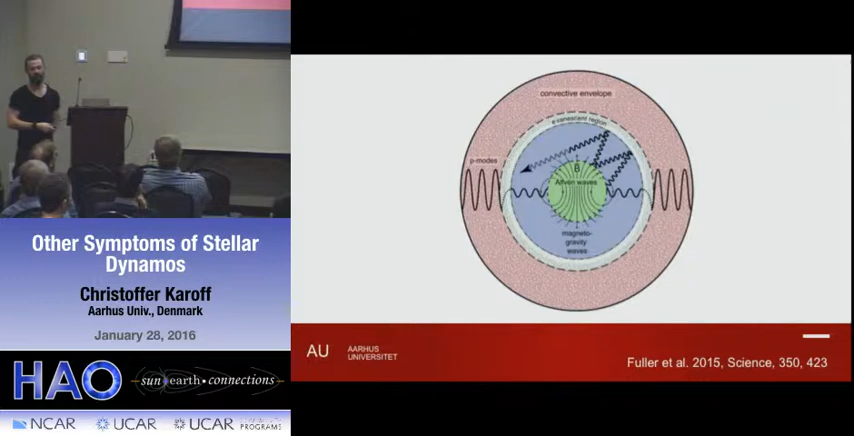 Other Symptoms of Stellar
Dynamos
Christoffer Karoff
Aarhus Univ., Denmark
January 28, 2016
HAO
sun earth • connections
NCAR
UCAR
UCAR PROGRAMS
convective envelope
evanescent region
p-modes
B
Alfven waves
magneto-
gravity
waves
AU
AARHUS
UNIVERSITET
Fuller et al. 2015, Science, 350, 423